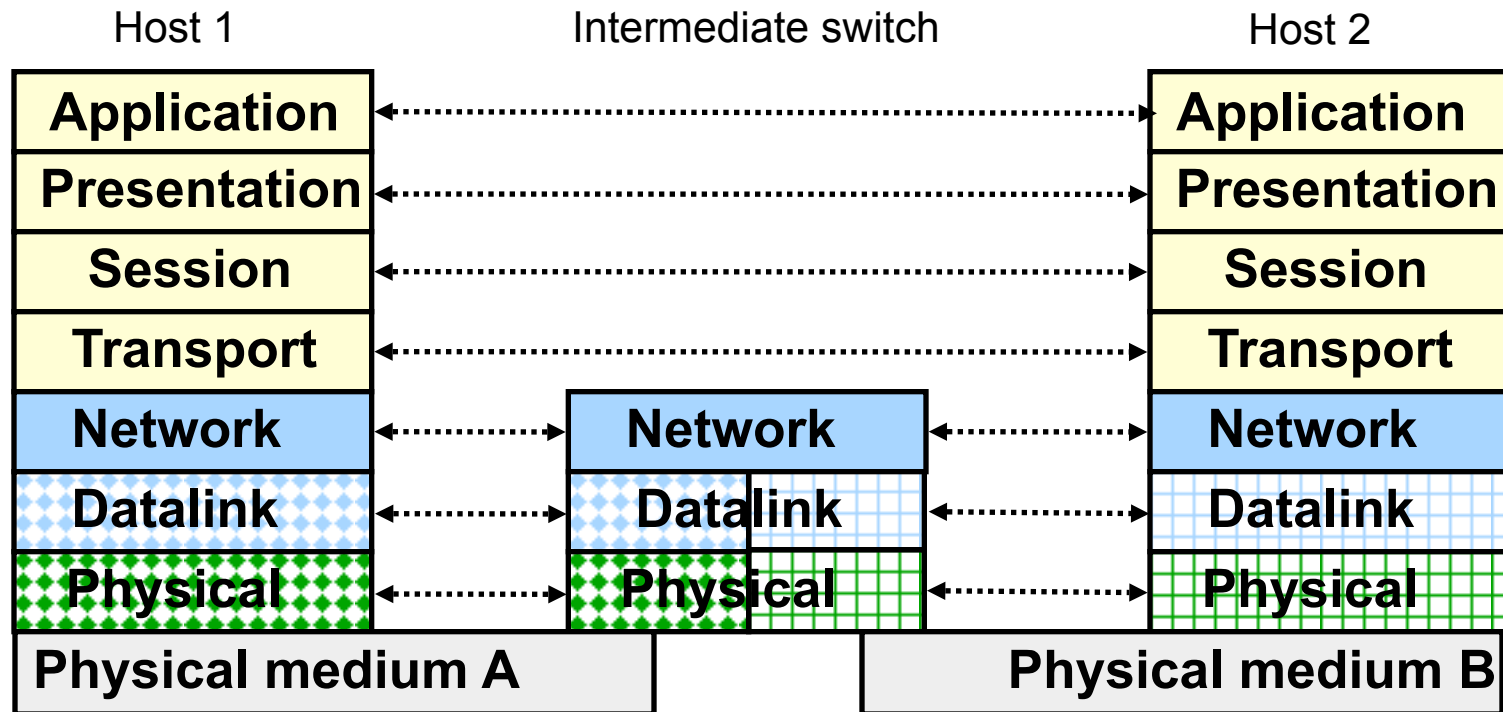 Host 1 Intermediate switch Host 2
Application Application
Presentation Presentation
Session Session
Transport Transport
Network Network Network
Datalink Datalink Datalink
Physical Physical Physical
Physical medium A Physical medium B